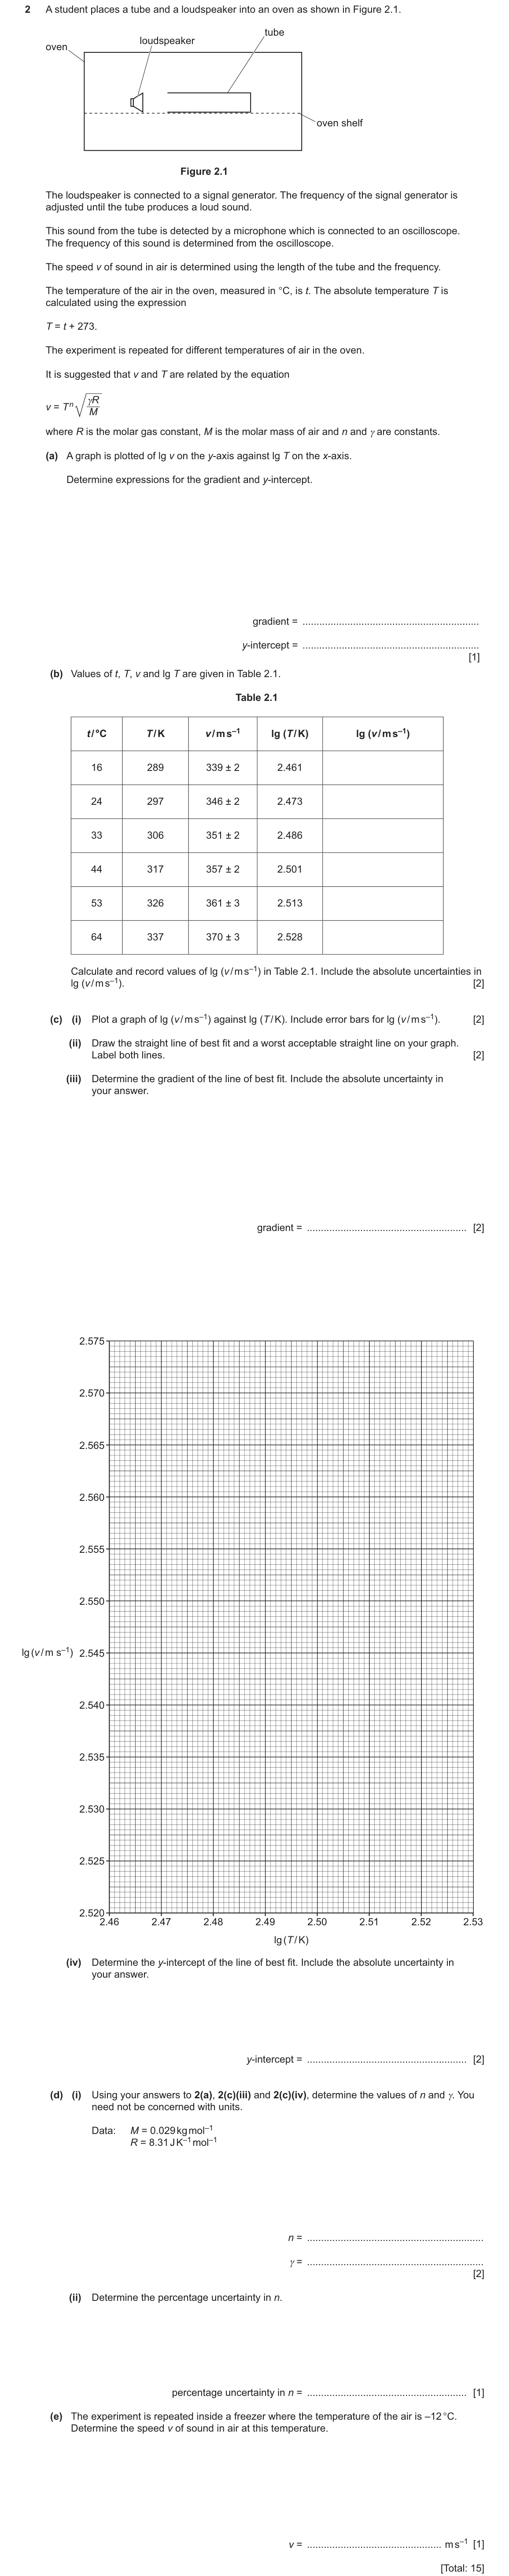 2 A student places a tube and a loudspeaker into an oven as shown in Figure 2.1.
tube
loudspeaker
oven
oven shelf
Figure 2.1
The loudspeaker is connected to a signal generator. The frequency of the signal generator is
adjusted until the tube produces a loud sound.
This sound from the tube is detected by a microphone which is connected to an oscilloscope.
The frequency of this sound is determined from the oscilloscope.
The speed v of sound in air is determined using the length of the tube and the frequency.
The temperature of the air in the oven, measured in °C, is t. The absolute temperature T is
calculated using the expression
T = t + 273.
The experiment is repeated for different temperatures of air in the oven.
It is suggested that v and T are related by the equation
v = Tⁿ √(γR/M)
where R is the molar gas constant, M is the molar mass of air and n and γ are constants.
(a) A graph is plotted of lg v on the y-axis against lg T on the x-axis.
Determine expressions for the gradient and y-intercept.
gradient = ...............................................................
y-intercept = ...............................................................
[1]
(b) Values of t, T, v and lg T are given in Table 2.1.
Table 2.1
t/°C T/K v/m s⁻¹ lg (T/K) lg (v/m s⁻¹)
16 289 339 ± 2 2.461
24 297 346 ± 2 2.473
33 306 351 ± 2 2.486
44 317 357 ± 2 2.501
53 326 361 ± 3 2.513
64 337 370 ± 3 2.528
Calculate and record values of lg (v/m s⁻¹) in Table 2.1. Include the absolute uncertainties in
lg (v/m s⁻¹). [2]
(c) (i) Plot a graph of lg (v/m s⁻¹) against lg (T/K). Include error bars for lg (v/m s⁻¹). [2]
(ii) Draw the straight line of best fit and a worst acceptable straight line on your graph.
Label both lines. [2]
(iii) Determine the gradient of the line of best fit. Include the absolute uncertainty in
your answer.
gradient = ......................................................... [2]
2.575
2.570
2.565
2.560
2.555
2.550
lg (v/m s⁻¹) 2.545
2.540
2.535
2.530
2.525
2.520
2.46 2.47 2.48 2.49 2.50 2.51 2.52 2.53
lg (T/K)
(iv) Determine the y-intercept of the line of best fit. Include the absolute uncertainty in
your answer.
y-intercept = ......................................................... [2]
(d) (i) Using your answers to 2(a), 2(c)(iii) and 2(c)(iv), determine the values of n and γ. You
need not be concerned with units.
Data: M = 0.029 kg mol⁻¹
R = 8.31 J K⁻¹ mol⁻¹
n = ...............................................................
γ = ...............................................................
[2]
(ii) Determine the percentage uncertainty in n.
percentage uncertainty in n = ......................................................... [1]
(e) The experiment is repeated inside a freezer where the temperature of the air is –12 °C.
Determine the speed v of sound in air at this temperature.
v = ................................................ m s⁻¹ [1]
[Total: 15]